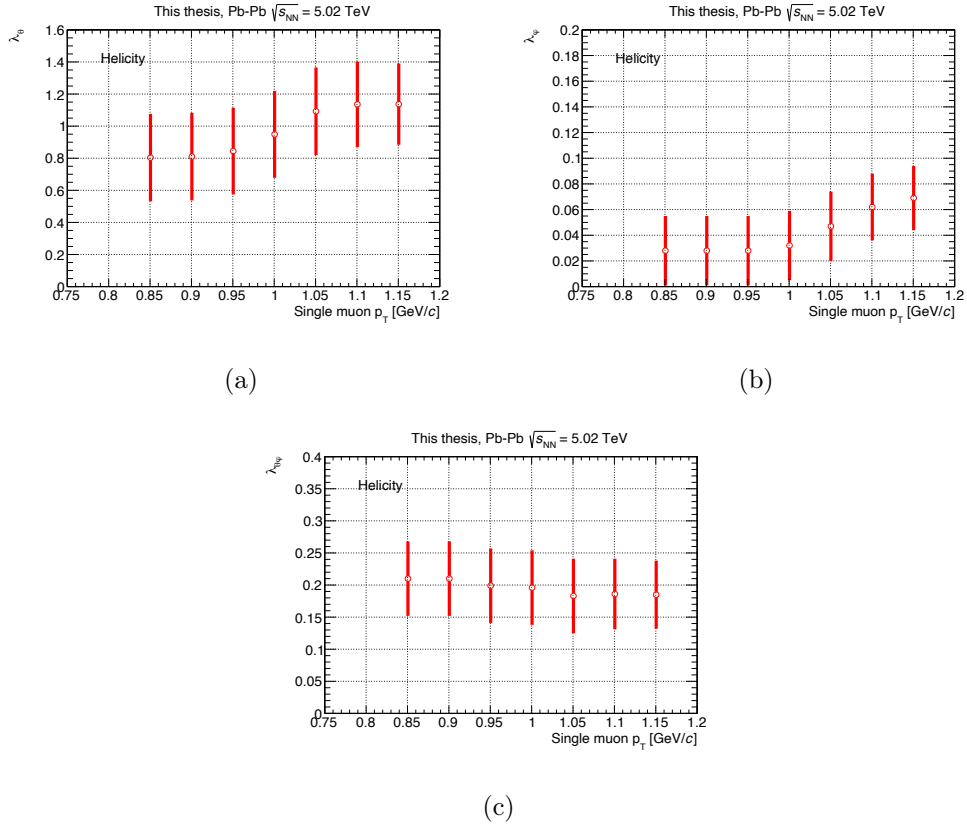 This thesis, Pb-Pb √s_NN = 5.02 TeV
λ_θ
Helicity
1.6
1.4
1.2
1
0.8
0.6
0.4
0.2
0
0.75 0.8 0.85 0.9 0.95 1 1.05 1.1 1.15 1.2
Single muon p_T [GeV/c]
(a)
This thesis, Pb-Pb √s_NN = 5.02 TeV
λ_φ
Helicity
0.2
0.18
0.16
0.14
0.12
0.1
0.08
0.06
0.04
0.02
0
0.75 0.8 0.85 0.9 0.95 1 1.05 1.1 1.15 1.2
Single muon p_T [GeV/c]
(b)
This thesis, Pb-Pb √s_NN = 5.02 TeV
λ_θφ
Helicity
0.4
0.35
0.3
0.25
0.2
0.15
0.1
0.05
0
0.75 0.8 0.85 0.9 0.95 1 1.05 1.1 1.15 1.2
Single muon p_T [GeV/c]
(c)